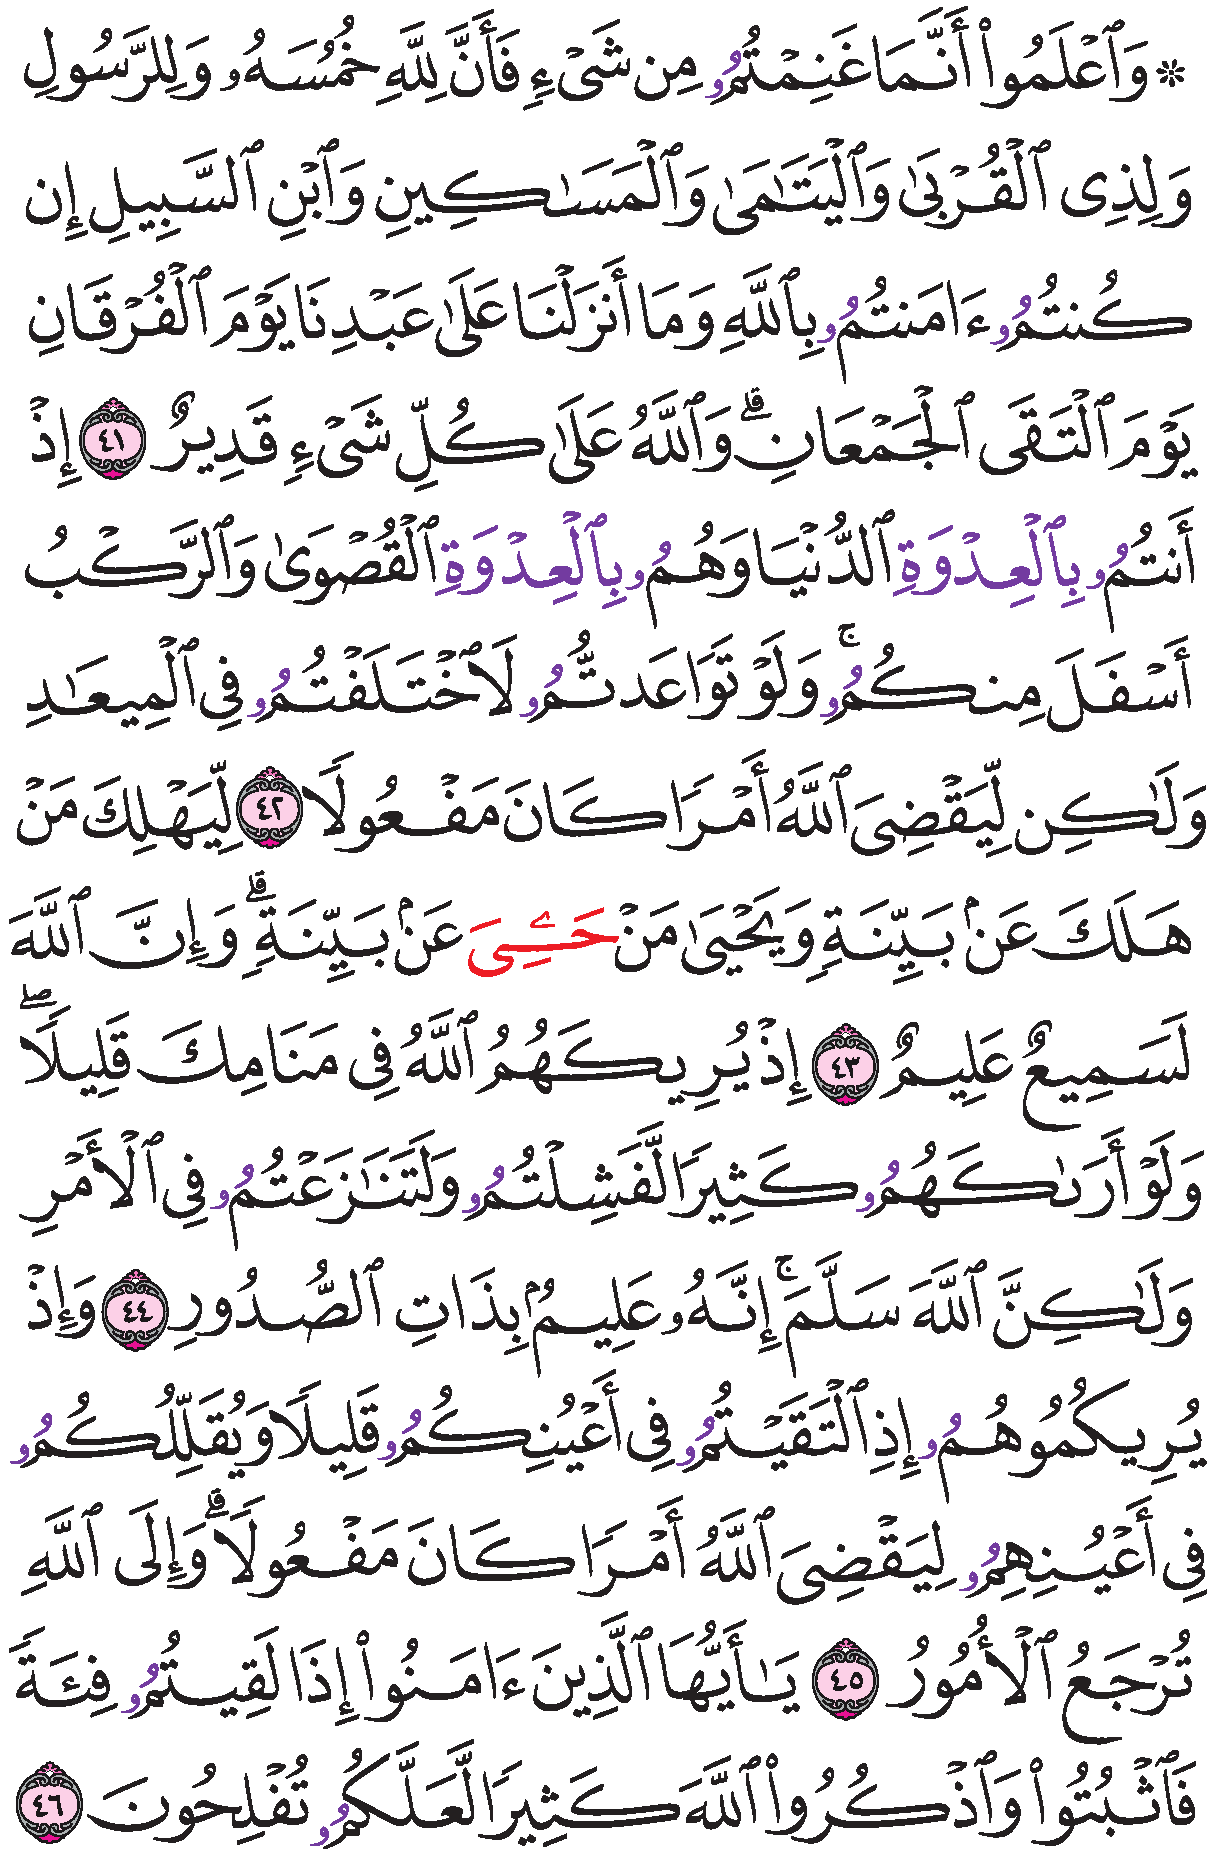 ۞ وَٱعۡلَمُوٓاْ أَنَّمَا غَنِمۡتُمُۥ مِن شَيۡءٖ فَأَنَّ لِلَّهِ خُمُسَهُۥ وَلِلرَّسُولِ
وَلِذِي ٱلۡقُرۡبَىٰ وَٱلۡيَتَٰمَىٰ وَٱلۡمَسَٰكِينِ وَٱبۡنِ ٱلسَّبِيلِ إِن
كُنتُمُۥ ءَامَنتُمُۥ بِٱللَّهِ وَمَا أَنزَلۡنَا عَلَىٰ عَبۡدِنَا يَوۡمَ ٱلۡفُرۡقَانِ
يَوۡمَ ٱلۡتَقَى ٱلۡجَمۡعَانِۗ وَٱللَّهُ عَلَىٰ كُلِّ شَيۡءٖ قَدِيرٌ ٤١ إِذۡ
أَنتُمُۥ بِٱلۡعِدۡوَةِ ٱلدُّنۡيَا وَهُمُۥ بِٱلۡعِدۡوَةِ ٱلۡقُصۡوَىٰ وَٱلرَّكۡبُ
أَسۡفَلَ مِنكُمُۥۚ وَلَوۡ تَوَاعَدتُّمُۥ لَٱخۡتَلَفۡتُمُۥ فِي ٱلۡمِيعَٰدِ
وَلَٰكِن لِّيَقۡضِيَ ٱللَّهُ أَمۡرٗا كَانَ مَفۡعُولٗا ٤٢ لِّيَهۡلِكَ مَنۡ
هَلَكَ عَنۢ بَيِّنَةٖ وَيَحۡيَىٰ مَنۡ حَيِيَ عَنۢ بَيِّنَةٖۗ وَإِنَّ ٱللَّهَ
لَسَمِيعٌ عَلِيمٌ ٤٣ إِذۡ يُرِيكَهُمُ ٱللَّهُ فِي مَنَامِكَ قَلِيلٗاۖ
وَلَوۡ أَرَىٰكَهُمُۥ كَثِيرٗا لَّفَشِلۡتُمُۥ وَلَتَنَٰزَعۡتُمُۥ فِي ٱلۡأَمۡرِ
وَلَٰكِنَّ ٱللَّهَ سَلَّمَۚ إِنَّهُۥ عَلِيمُۢ بِذَاتِ ٱلصُّدُورِ ٤٤ وَإِذۡ
يُرِيكُمُوهُمُۥ إِذِ ٱلۡتَقَيۡتُمُۥ فِي أَعۡيُنِكُمُۥ قَلِيلٗا وَيُقَلِّلُكُمُۥ
فِي أَعۡيُنِهِمُۥ لِيَقۡضِيَ ٱللَّهُ أَمۡرٗا كَانَ مَفۡعُولٗاۗ وَإِلَى ٱللَّهِ
تُرۡجَعُ ٱلۡأُمُورُ ٤٥ يَٰأَيُّهَا ٱلَّذِينَ ءَامَنُواْ إِذَا لَقِيتُمُۥ فِئَةٗ
فَٱثۡبُتُواْ وَٱذۡكُرُواْ ٱللَّهَ كَثِيرٗا لَّعَلَّكُمُۥ تُفۡلِحُونَ ٤٦